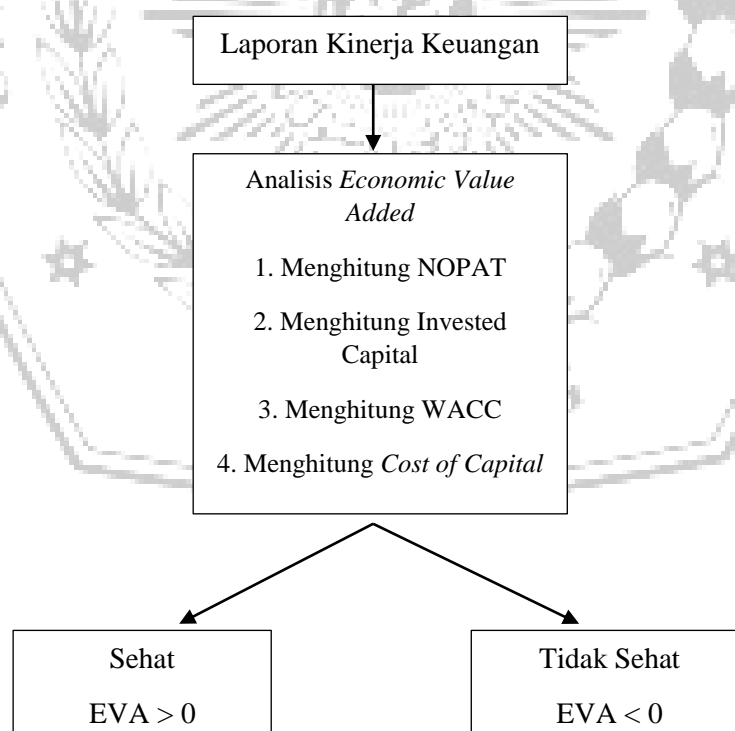 Laporan Kinerja Keuangan
Analisis Economic Value
Added
1. Menghitung NOPAT
2. Menghitung Invested
Capital
3. Menghitung WACC
4. Menghitung Cost of Capital
Sehat
EVA > 0
Tidak Sehat
EVA < 0